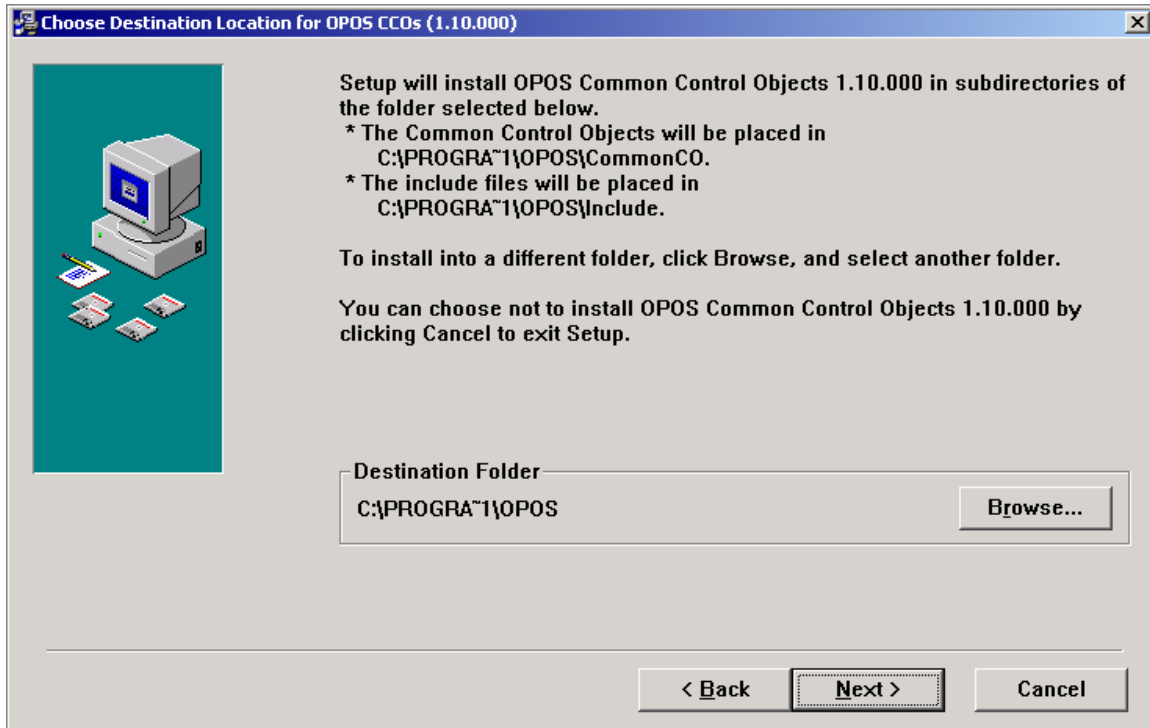 Choose Destination Location for OPOS CCOs (1.10.000)
Setup will install OPOS Common Control Objects 1.10.000 in subdirectories of
the folder selected below.
* The Common Control Objects will be placed in
C:\PROGRA~1\OPOS\CommonCO.
* The include files will be placed in
C:\PROGRA~1\OPOS\Include.
To install into a different folder, click Browse, and select another folder.
You can choose not to install OPOS Common Control Objects 1.10.000 by
clicking Cancel to exit Setup.
Destination Folder
C:\PROGRA~1\OPOS
Browse...
< Back
Next >
Cancel